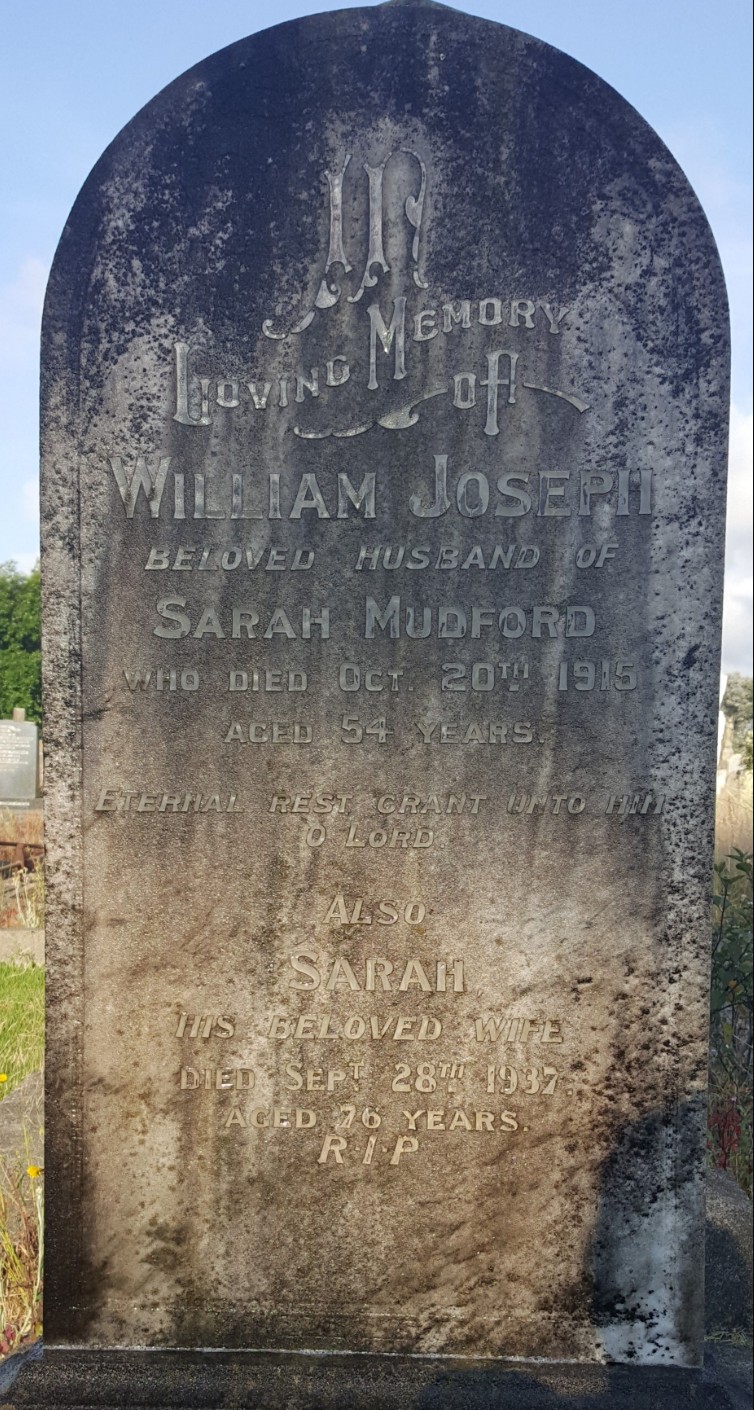 In
Loving Memory
of
William Joseph
BELOVED HUSBAND OF
SARAH MUDFORD
WHO DIED OCT. 20TH 1915
AGED 54 YEARS.
ETERNAL REST GRANT UNTO HIM
O LORD
ALSO
SARAH
HIS BELOVED WIFE
DIED SEPT 28TH 1937.
AGED 76 YEARS.
R.I.P